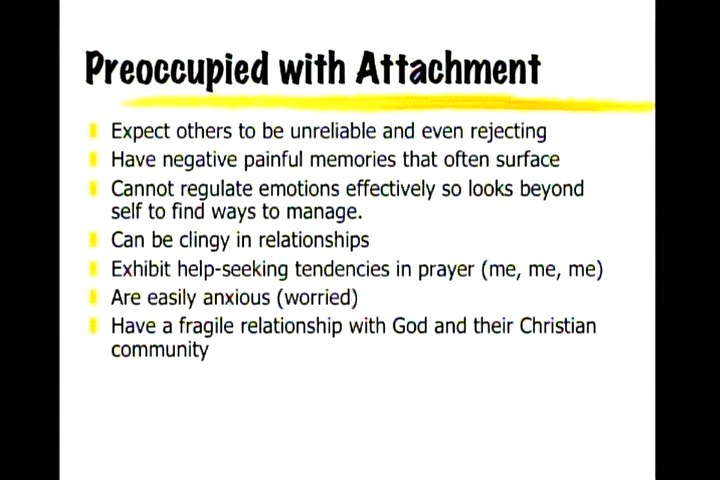 Preoccupied with Attachment
Expect others to be unreliable and even rejecting
Have negative painful memories that often surface
Cannot regulate emotions effectively so looks beyond
self to find ways to manage.
Can be clingy in relationships
Exhibit help-seeking tendencies in prayer (me, me, me)
Are easily anxious (worried)
Have a fragile relationship with God and their Christian
community